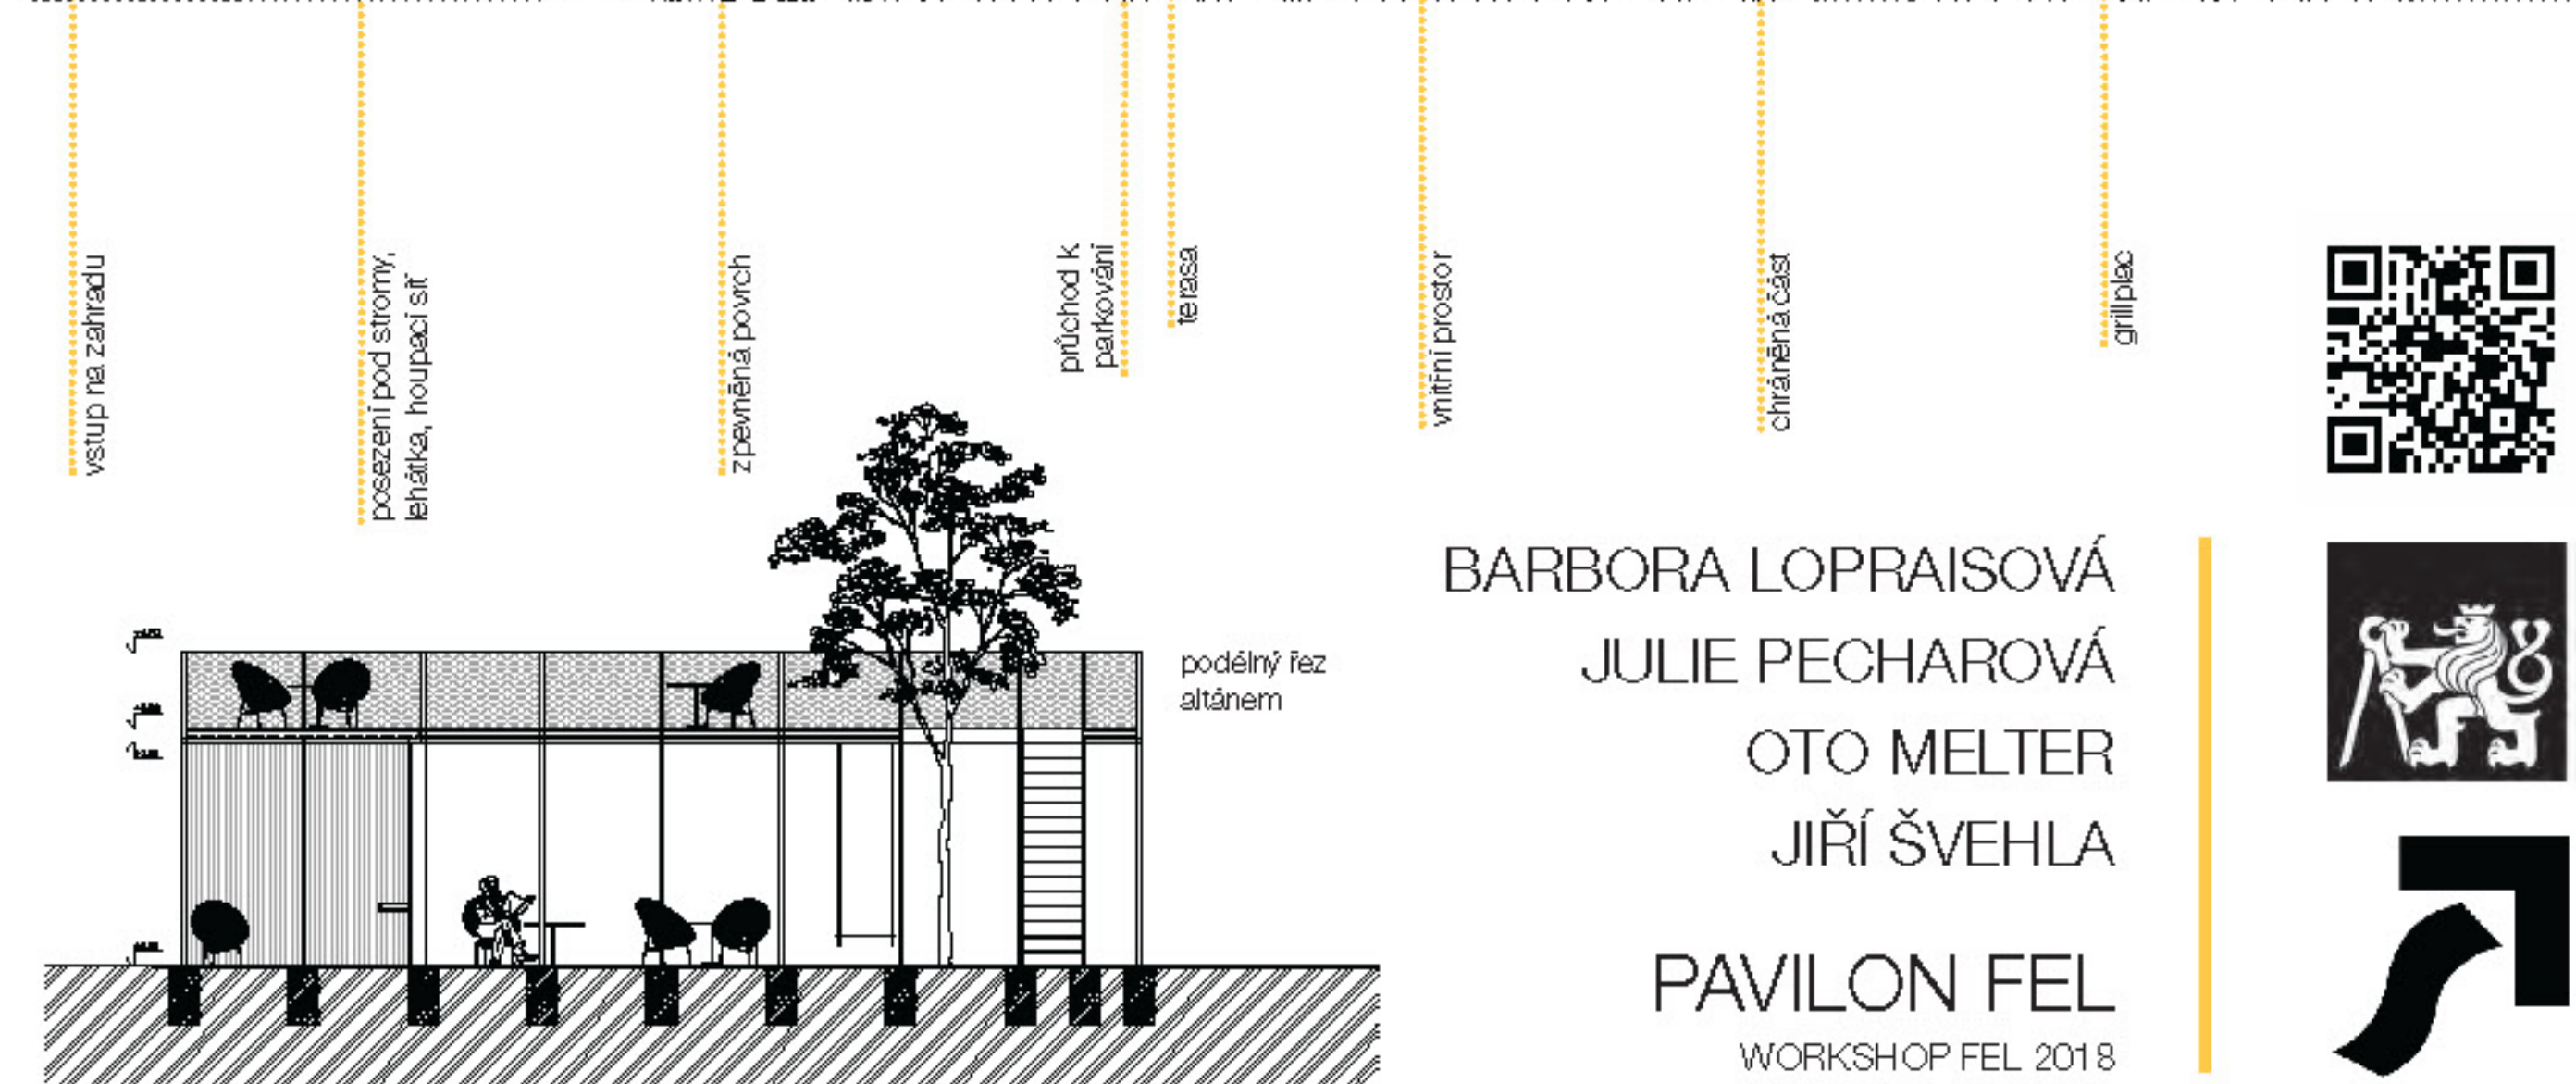 vstup na zahradu
posezení pod stromy,
lehátka, houpací síť
zpevněná povrch
průchod k
parkování
terasa
vnitřní prostor
chráněná část
grillplac
podélný řez
altánem
BARBORA LOPRAISOVÁ
JULIE PECHAROVÁ
OTO MELTER
JIŘÍ ŠVEHLA
PAVILON FEL
WORKSHOP FEL 2018